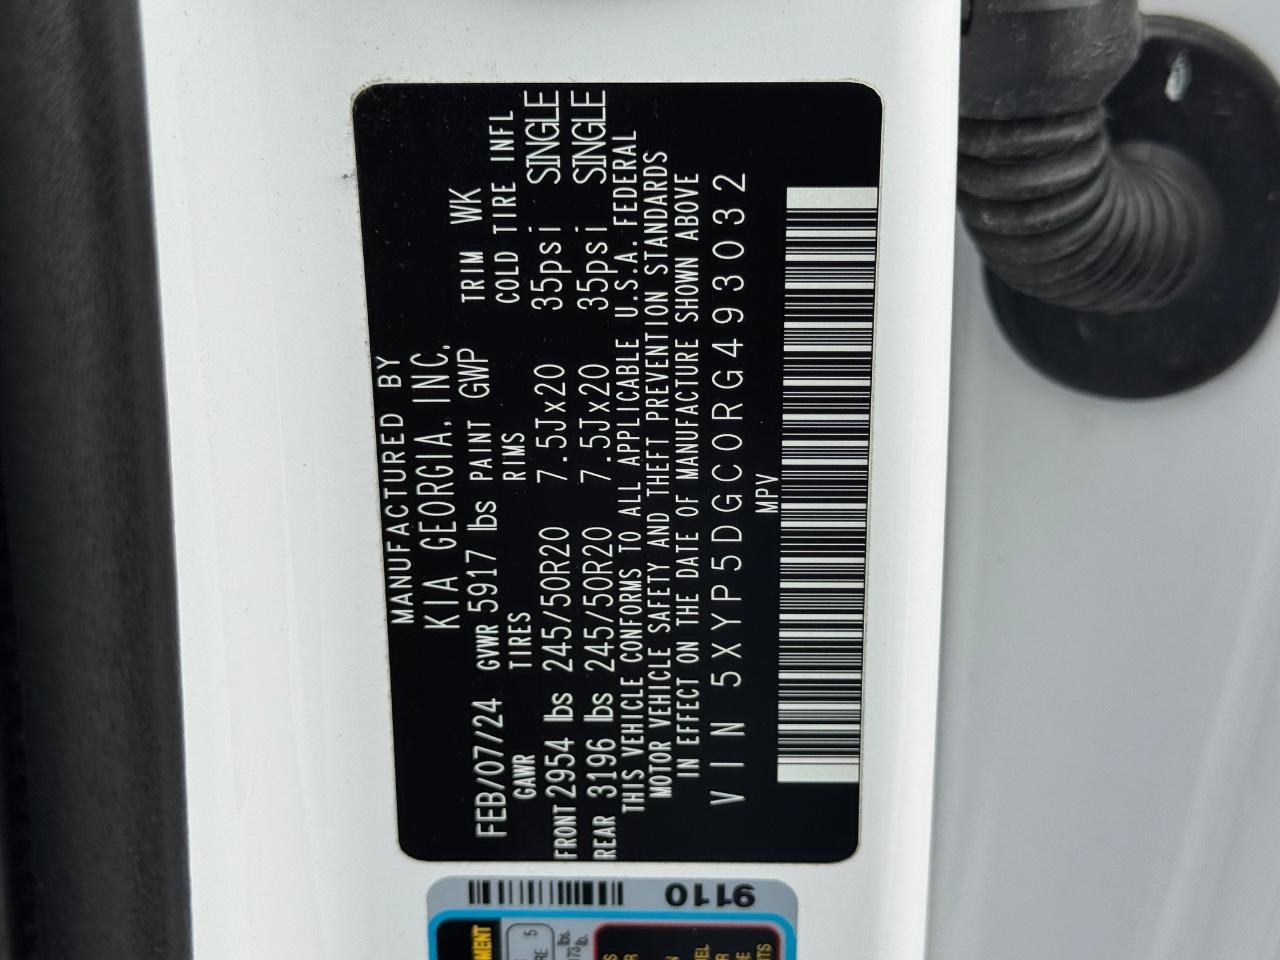 MANUFACTURED BY
KIA GEORGIA, INC.
FEB/07/24 GVWR 5917 lbs PAINT GWP TRIM WK
GAWR TIRES RIMS COLD TIRE INFL
FRONT 2954 lbs 245/50R20 7.5Jx20 35psi SINGLE
REAR 3196 lbs 245/50R20 7.5Jx20 35psi SINGLE
THIS VEHICLE CONFORMS TO ALL APPLICABLE U.S.A. FEDERAL
MOTOR VEHICLE SAFETY AND THEFT PREVENTION STANDARDS
IN EFFECT ON THE DATE OF MANUFACTURE SHOWN ABOVE
VIN 5XYP5DGC0RG493032
MPV
9110
5